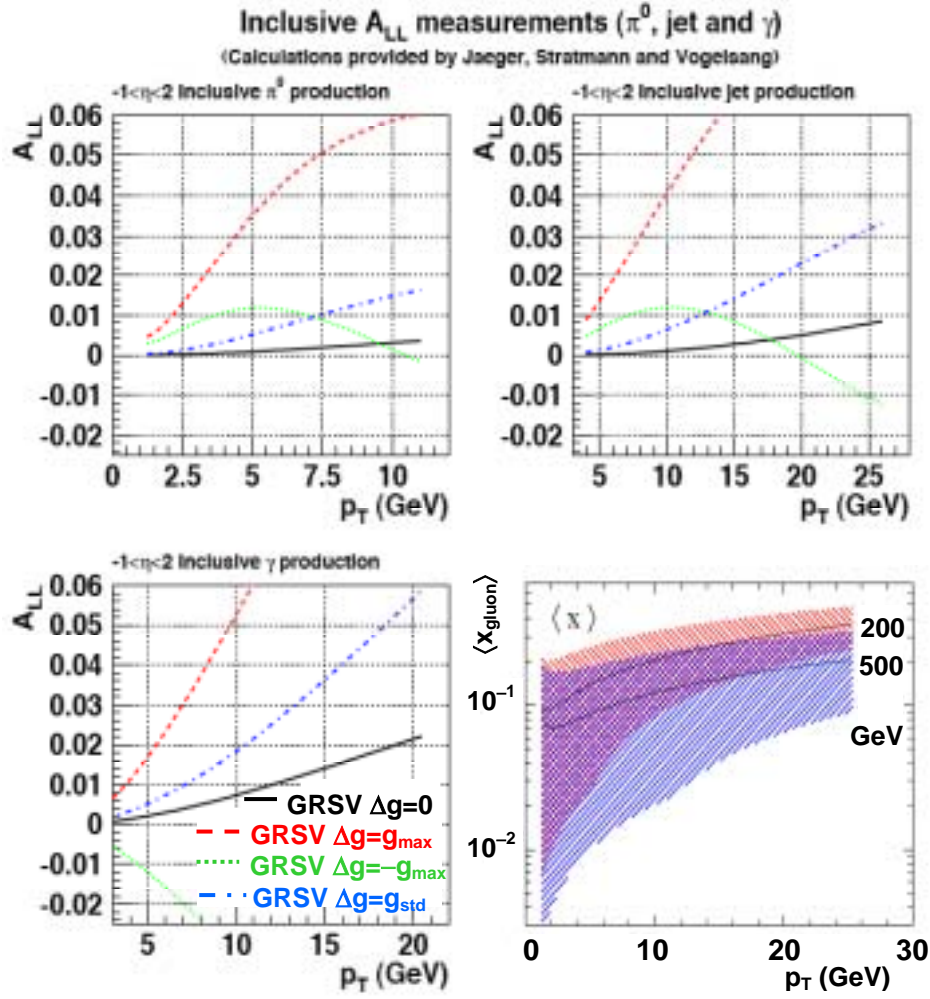 Inclusive A_LL measurements (π⁰, jet and γ)
(Calculations provided by Jaeger, Stratmann and Vogelsang)
-1<η<2 Inclusive π⁰ production
A_LL
0.06
0.05
0.04
0.03
0.02
0.01
0
-0.01
-0.02
0 2.5 5 7.5 10
p_T (GeV)
-1<η<2 Inclusive jet production
A_LL
0.06
0.05
0.04
0.03
0.02
0.01
0
-0.01
-0.02
5 10 15 20 25
p_T (GeV)
-1<η<2 Inclusive γ production
A_LL
0.06
0.05
0.04
0.03
0.02
0.01
0
-0.01
-0.02
GRSV Δg=0
GRSV Δg=g_max
GRSV Δg=−g_max
GRSV Δg=g_std
5 10 15 20
p_T (GeV)
⟨x_gluon⟩
⟨x⟩
200
500
GeV
10⁻¹
10⁻²
0 10 20 30
p_T (GeV)